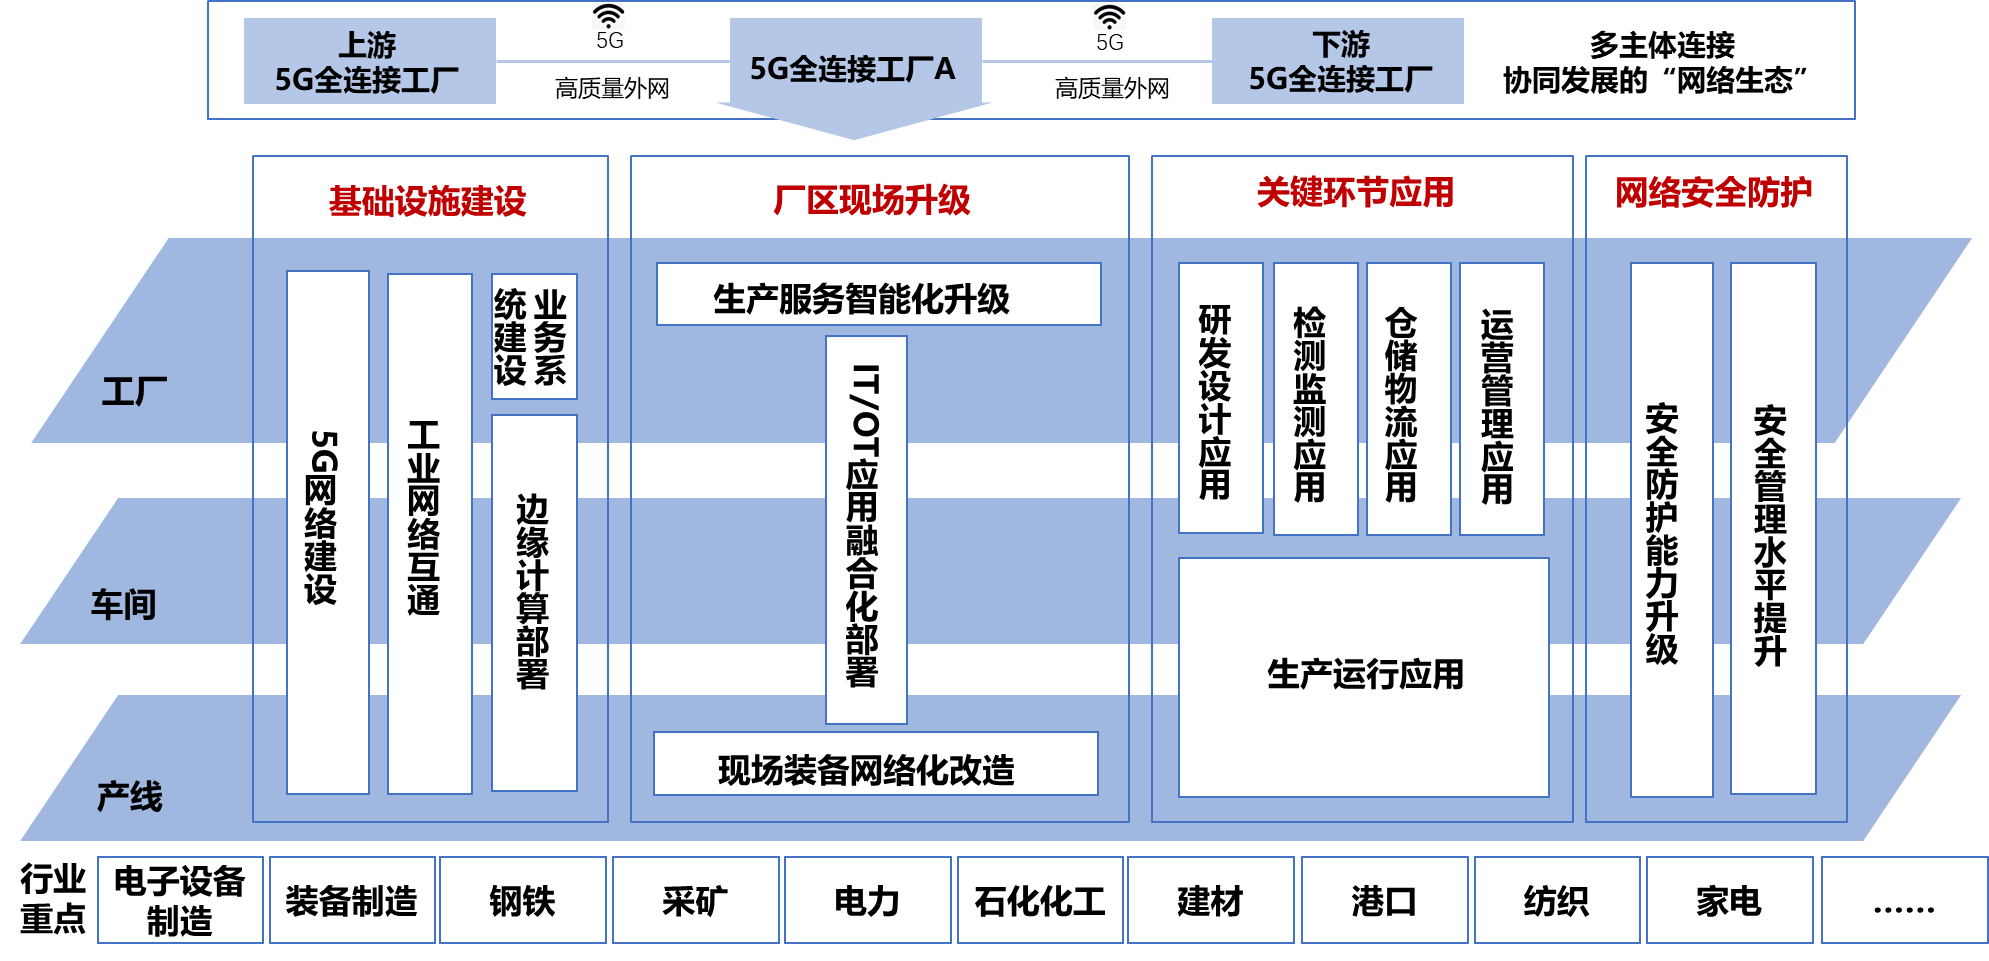 上游
5G全连接工厂
5G
高质量外网
5G全连接工厂A
5G
高质量外网
下游
5G全连接工厂
多主体连接
协同发展的“网络生态”
基础设施建设
厂区现场升级
关键环节应用
网络安全防护
工厂
车间
产线
5G网络建设
工业网络互通
业务系
统建设
边缘计算部署
生产服务智能化升级
IT/OT应用融合化部署
现场装备网络化改造
研发设计应用
检测监测应用
仓储物流应用
运营管理应用
生产运行应用
安全防护能力升级
安全管理水平提升
行业
重点
电子设备
制造
装备制造
钢铁
采矿
电力
石化化工
建材
港口
纺织
家电
……